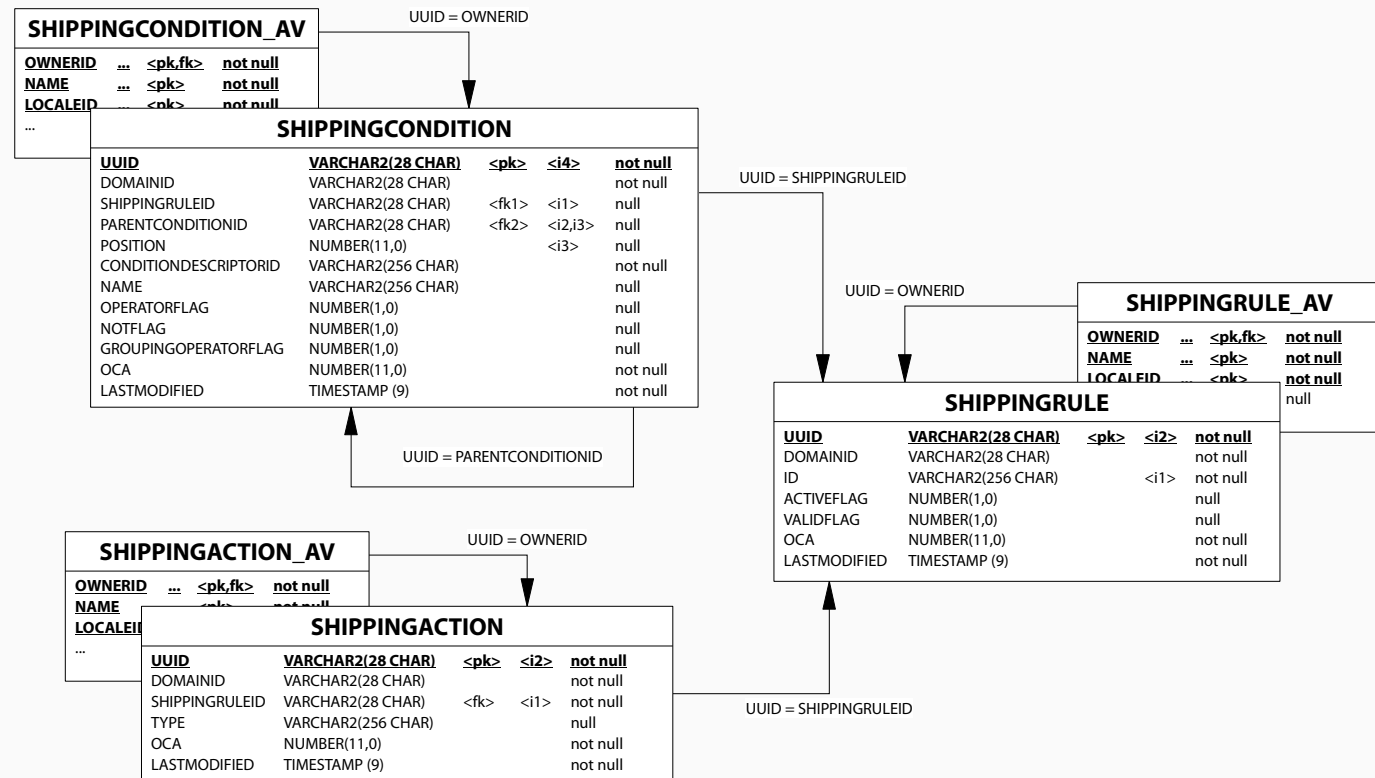 SHIPPINGCONDITION_AV
OWNERID ... <pk,fk> not null
NAME ... <pk> not null
LOCALEID ... <pk> not null
...
UUID = OWNERID
SHIPPINGCONDITION
UUID VARCHAR2(28 CHAR) <pk> <i4> not null
DOMAINID VARCHAR2(28 CHAR) not null
SHIPPINGRULEID VARCHAR2(28 CHAR) <fk1> <i1> null
PARENTCONDITIONID VARCHAR2(28 CHAR) <fk2> <i2,i3> null
POSITION NUMBER(11,0) <i3> null
CONDITIONDESCRIPTORID VARCHAR2(256 CHAR) not null
NAME VARCHAR2(256 CHAR) null
OPERATORFLAG NUMBER(1,0) null
NOTFLAG NUMBER(1,0) null
GROUPINGOPERATORFLAG NUMBER(1,0) null
OCA NUMBER(11,0) not null
LASTMODIFIED TIMESTAMP (9) not null
UUID = SHIPPINGRULEID
UUID = PARENTCONDITIONID
UUID = OWNERID
SHIPPINGRULE_AV
OWNERID ... <pk,fk> not null
NAME ... <pk> not null
LOCALEID ... <pk> not null
null
SHIPPINGRULE
UUID VARCHAR2(28 CHAR) <pk> <i2> not null
DOMAINID VARCHAR2(28 CHAR) not null
ID VARCHAR2(256 CHAR) <i1> not null
ACTIVEFLAG NUMBER(1,0) null
VALIDFLAG NUMBER(1,0) null
OCA NUMBER(11,0) not null
LASTMODIFIED TIMESTAMP (9) not null
SHIPPINGACTION_AV
OWNERID ... <pk,fk> not null
NAME <pk> not null
...
UUID = OWNERID
SHIPPINGACTION
UUID VARCHAR2(28 CHAR) <pk> <i2> not null
DOMAINID VARCHAR2(28 CHAR) not null
SHIPPINGRULEID VARCHAR2(28 CHAR) <fk> <i1> not null
TYPE VARCHAR2(256 CHAR) null
OCA NUMBER(11,0) not null
LASTMODIFIED TIMESTAMP (9) not null
UUID = SHIPPINGRULEID